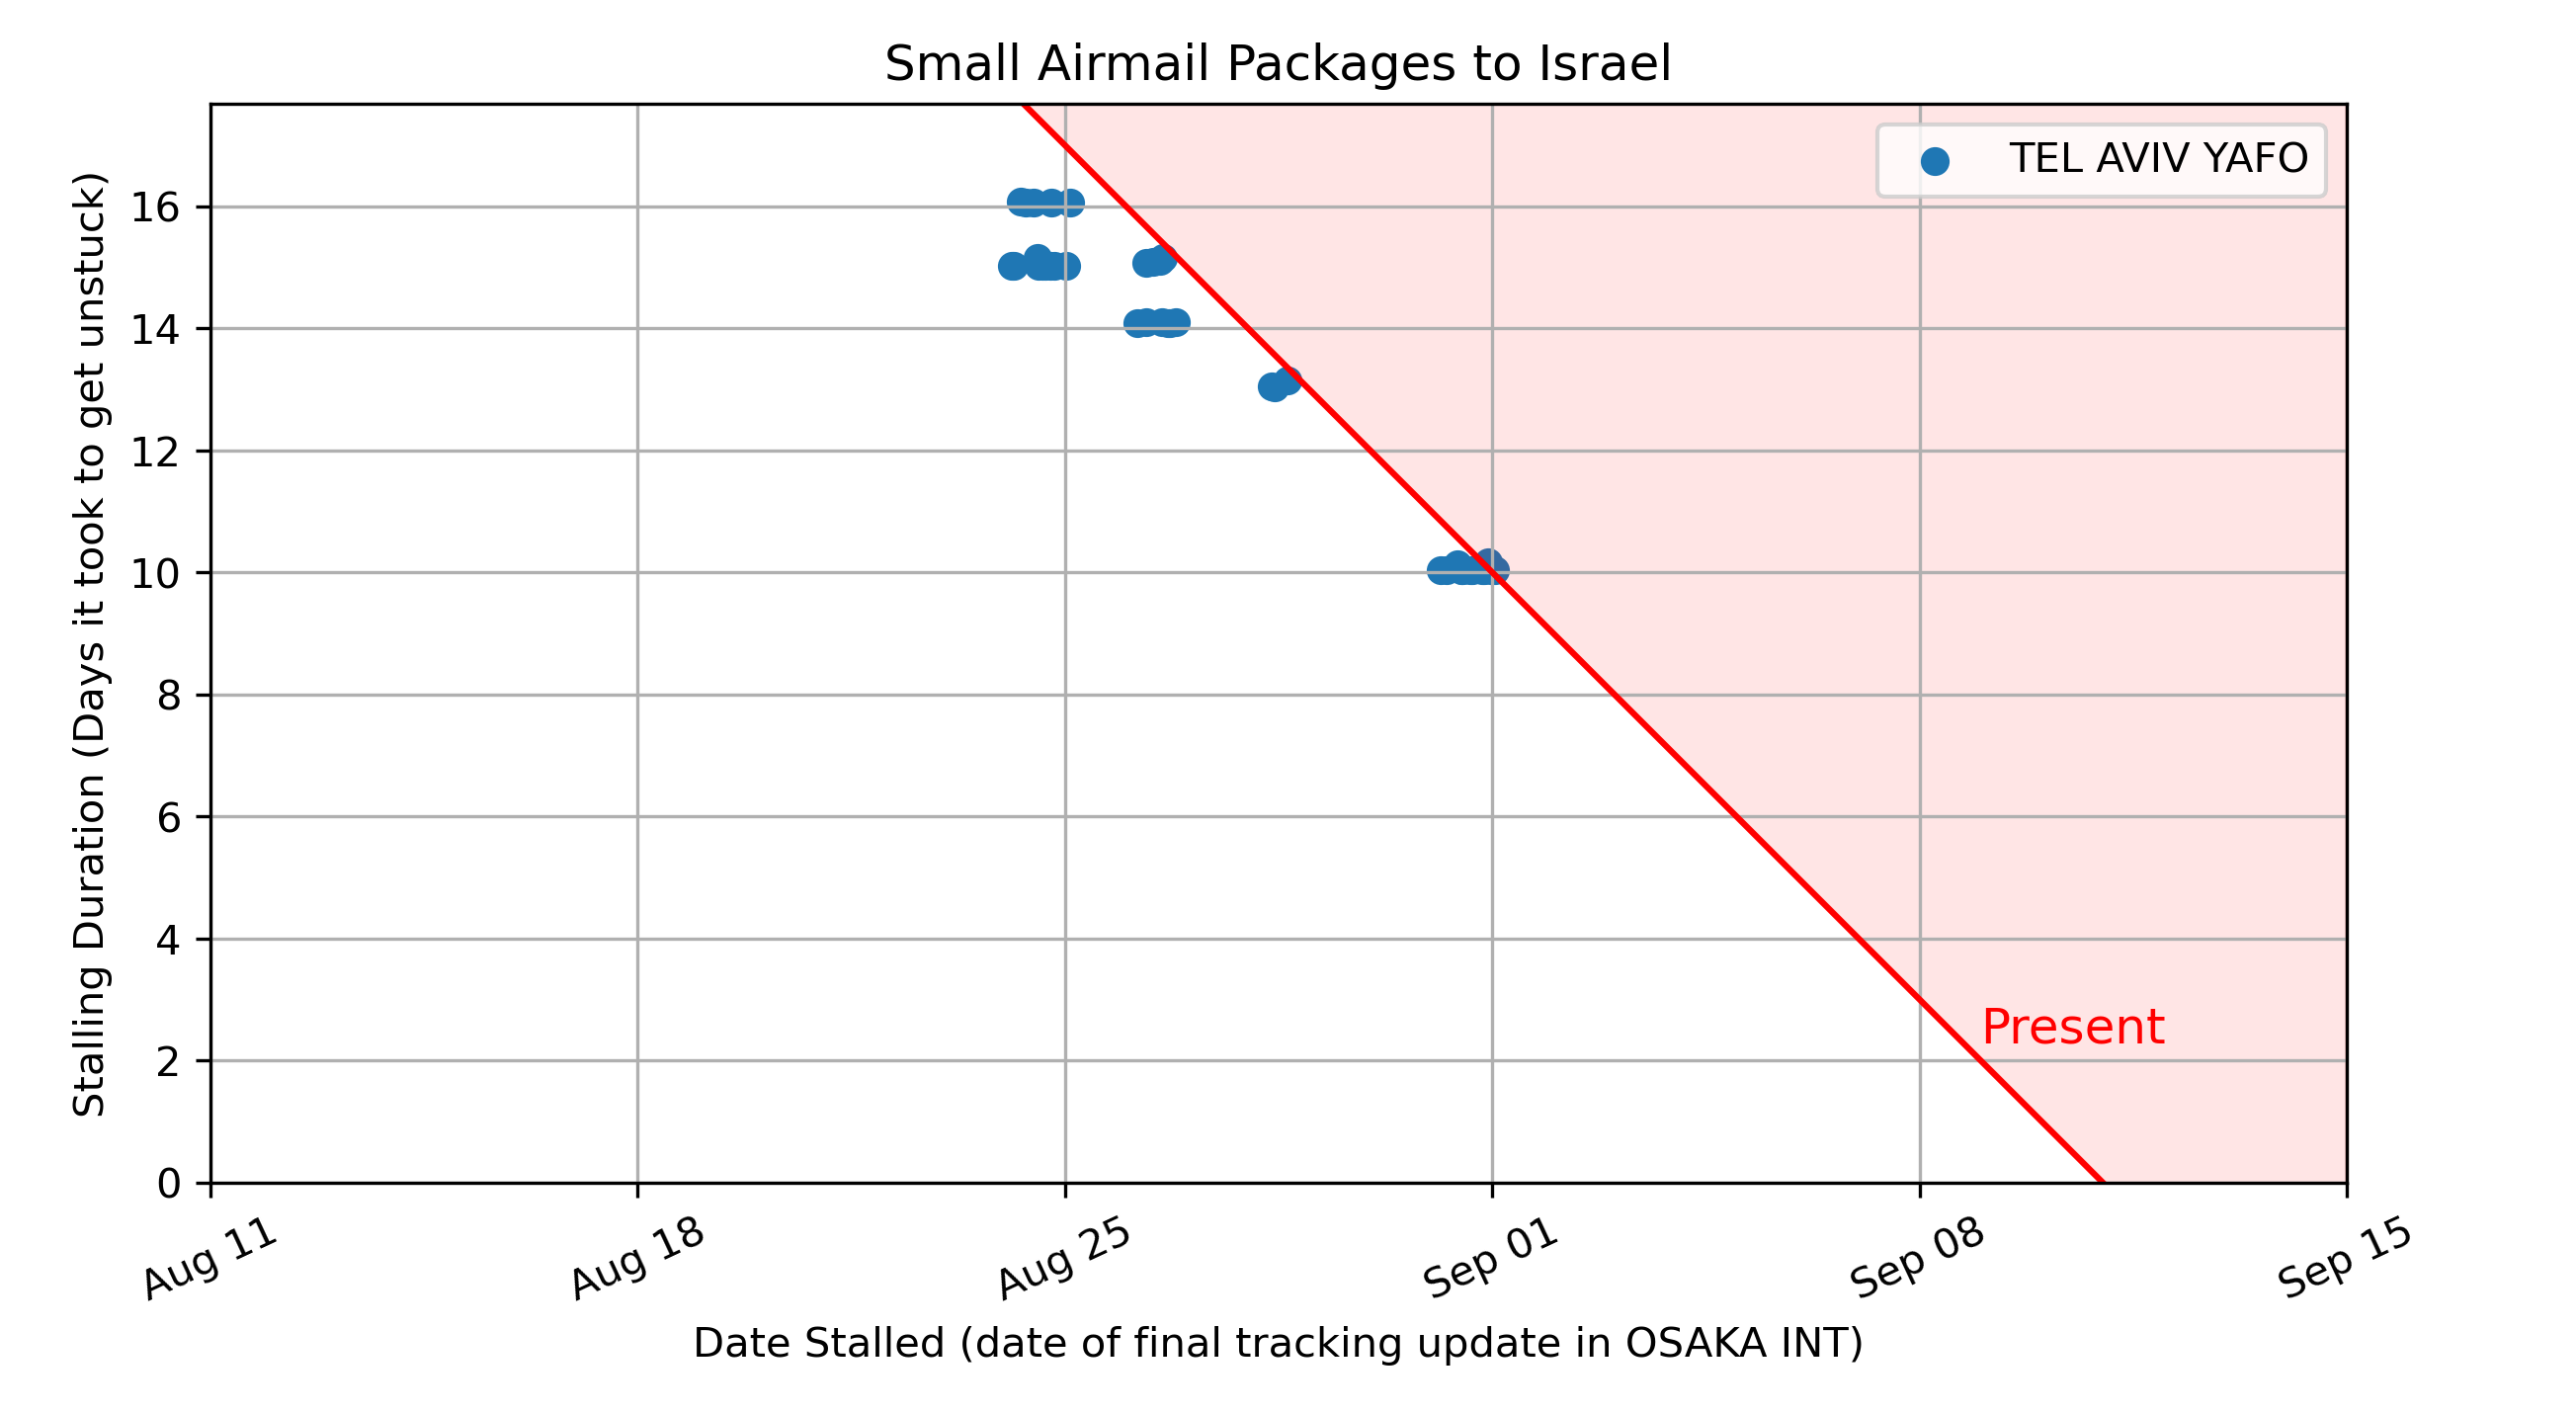 Small Airmail Packages to Israel
TEL AVIV YAFO
Stalling Duration (Days it took to get unstuck)
16
14
12
10
8
6
4
2
0
Present
Aug 11
Aug 18
Aug 25
Sep 01
Sep 08
Sep 15
Date Stalled (date of final tracking update in OSAKA INT)